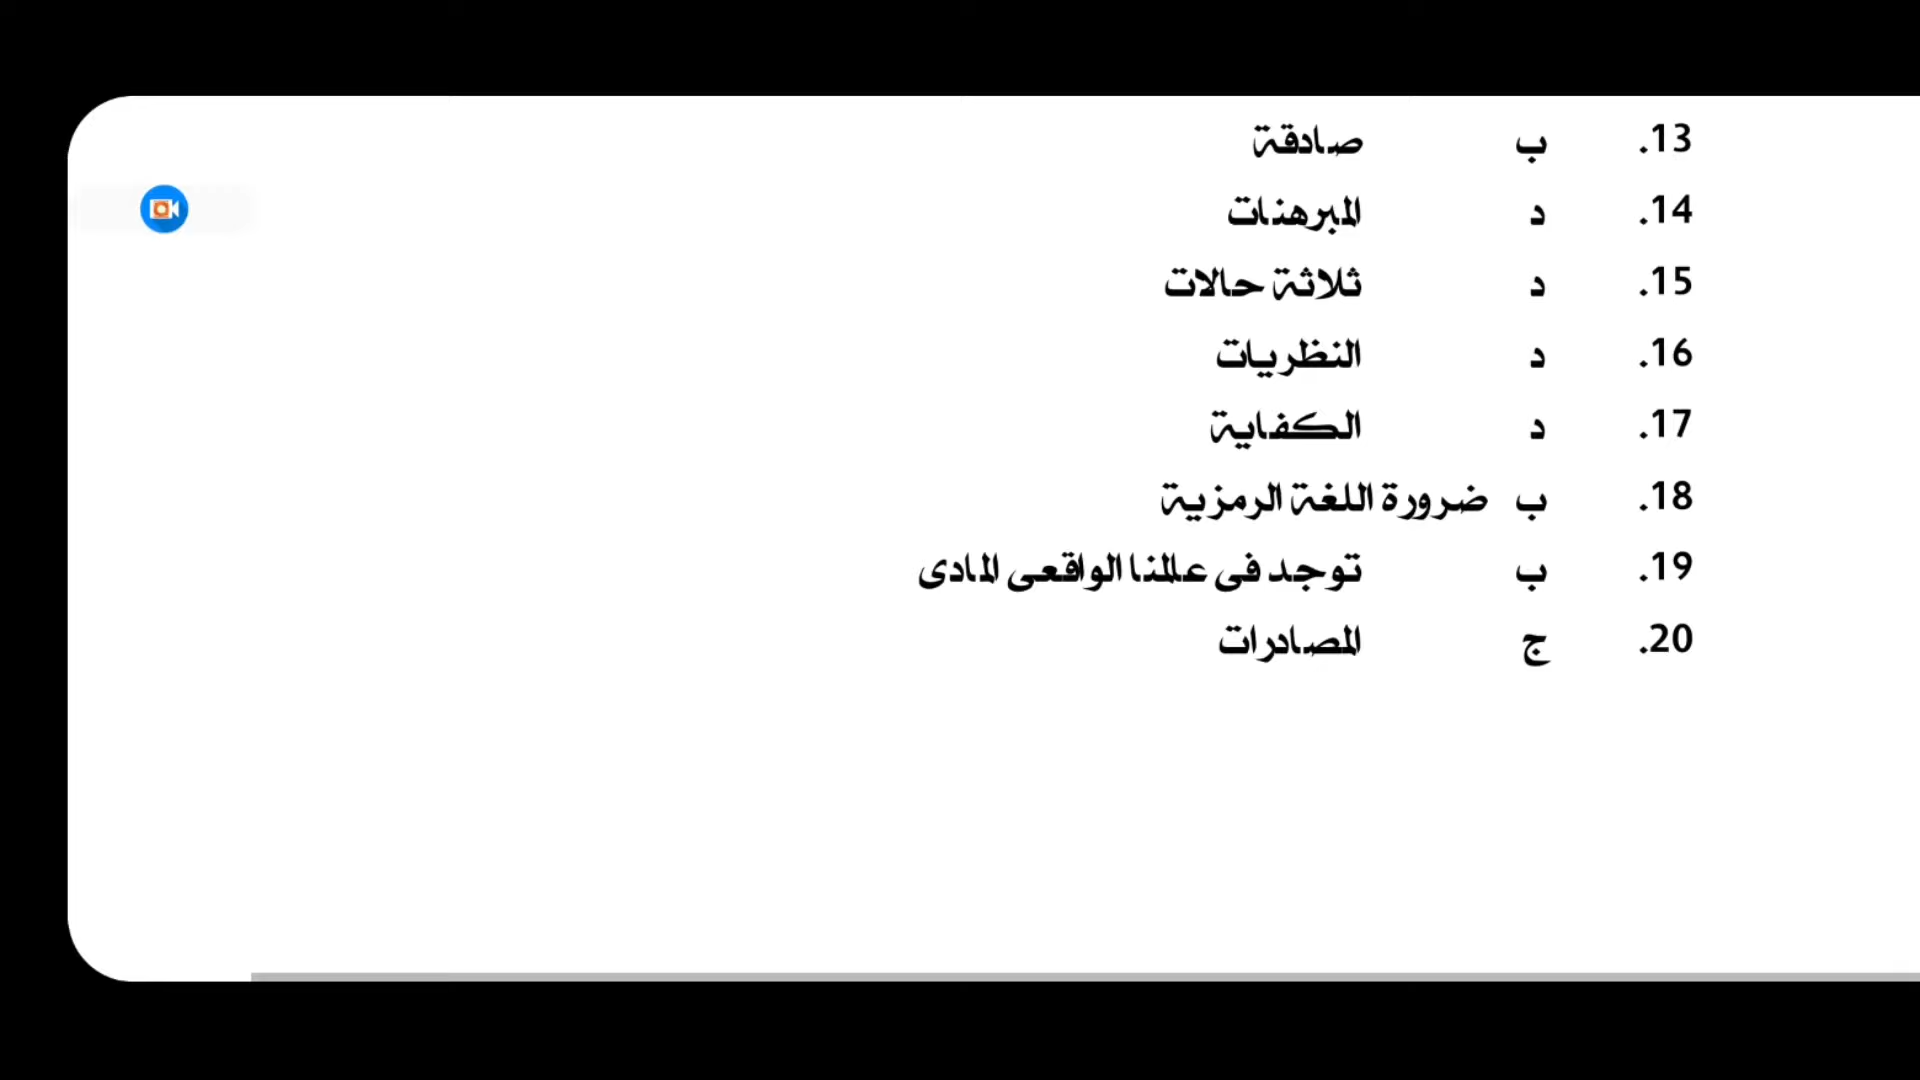 13. ب صادقة
14. د المبرهنات
15. د ثلاثة حالات
16. د النظريات
17. د الكفاية
18. ب ضرورة اللغة الرمزية
19. ب توجد فى عالمنا الواقعى المادى
20. ج المصادرات